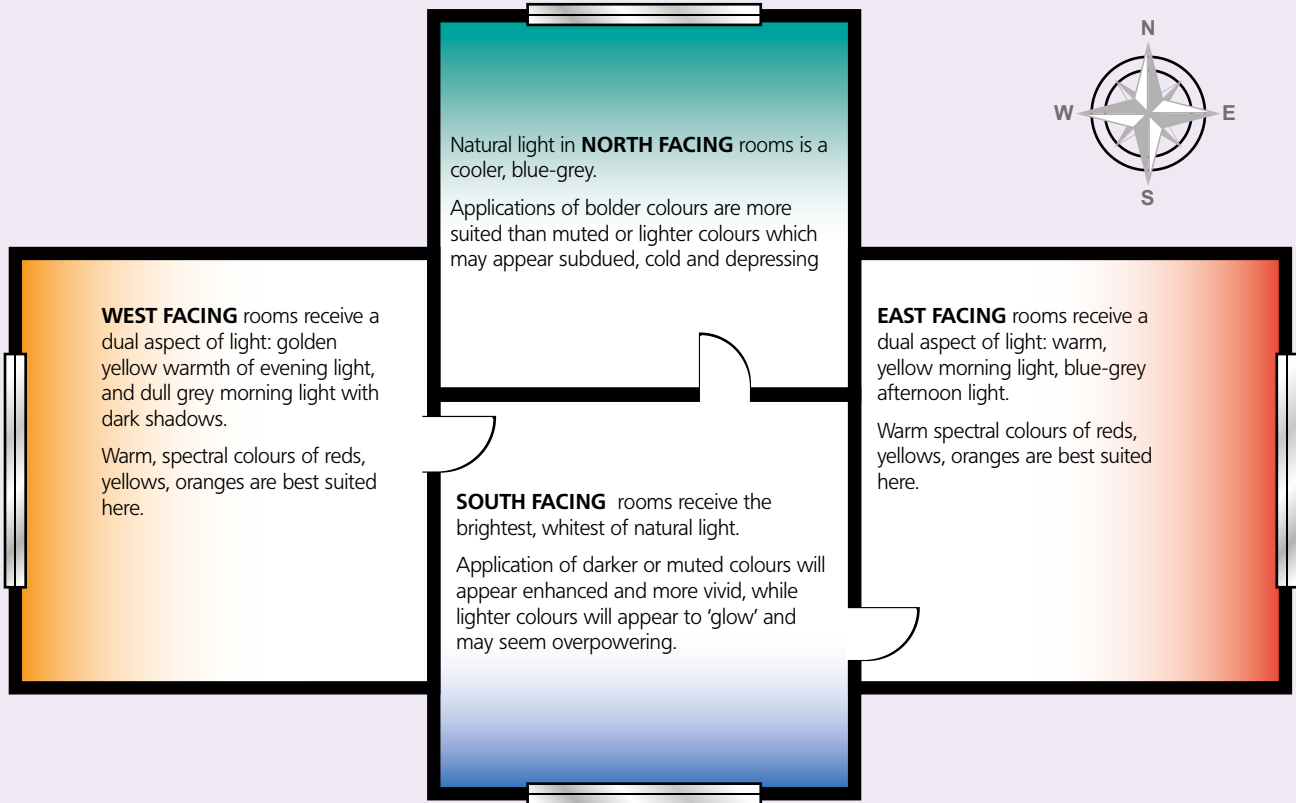 N
W
E
S
Natural light in NORTH FACING rooms is a
cooler, blue-grey.
Applications of bolder colours are more
suited than muted or lighter colours which
may appear subdued, cold and depressing
WEST FACING rooms receive a
dual aspect of light: golden
yellow warmth of evening light,
and dull grey morning light with
dark shadows.
Warm, spectral colours of reds,
yellows, oranges are best suited
here.
SOUTH FACING rooms receive the
brightest, whitest of natural light.
Application of darker or muted colours will
appear enhanced and more vivid, while
lighter colours will appear to ‘glow’ and
may seem overpowering.
EAST FACING rooms receive a
dual aspect of light: warm,
yellow morning light, blue-grey
afternoon light.
Warm spectral colours of reds,
yellows, oranges are best suited
here.